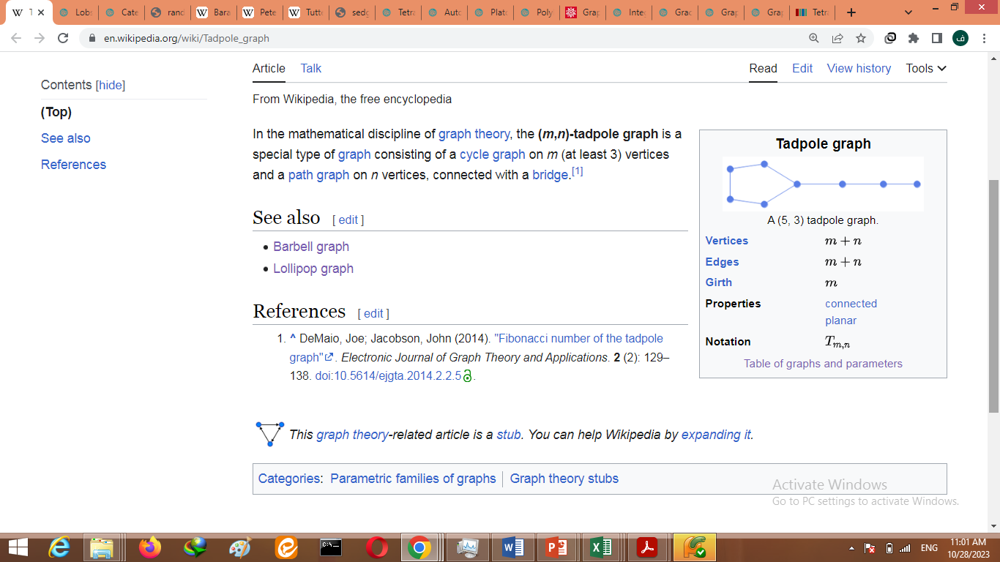 T
Lobs
Cate
rand
Bara
Pete
Tutte
sedg
Tetra
Auto
Plato
Poly
Grap
Inter
Grac
Grap
Grap
Tetra
en.wikipedia.org/wiki/Tadpole_graph
ف
Contents [hide]
(Top)
See also
References
Article Talk
Read Edit View history Tools
From Wikipedia, the free encyclopedia
In the mathematical discipline of graph theory, the (m,n)-tadpole graph is a
special type of graph consisting of a cycle graph on m (at least 3) vertices
and a path graph on n vertices, connected with a bridge.[1]
See also [ edit ]
Barbell graph
Lollipop graph
References [ edit ]
1. ^ DeMaio, Joe; Jacobson, John (2014). "Fibonacci number of the tadpole
graph". Electronic Journal of Graph Theory and Applications. 2 (2): 129–
138. doi:10.5614/ejgta.2014.2.2.5.
Tadpole graph
A (5, 3) tadpole graph.
Vertices m + n
Edges m + n
Girth m
Properties connected
planar
Notation Tm,n
Table of graphs and parameters
This graph theory-related article is a stub. You can help Wikipedia by expanding it.
Categories: Parametric families of graphs | Graph theory stubs
Activate Windows
Go to PC settings to activate Windows.
ENG
11:01 AM
10/28/2023